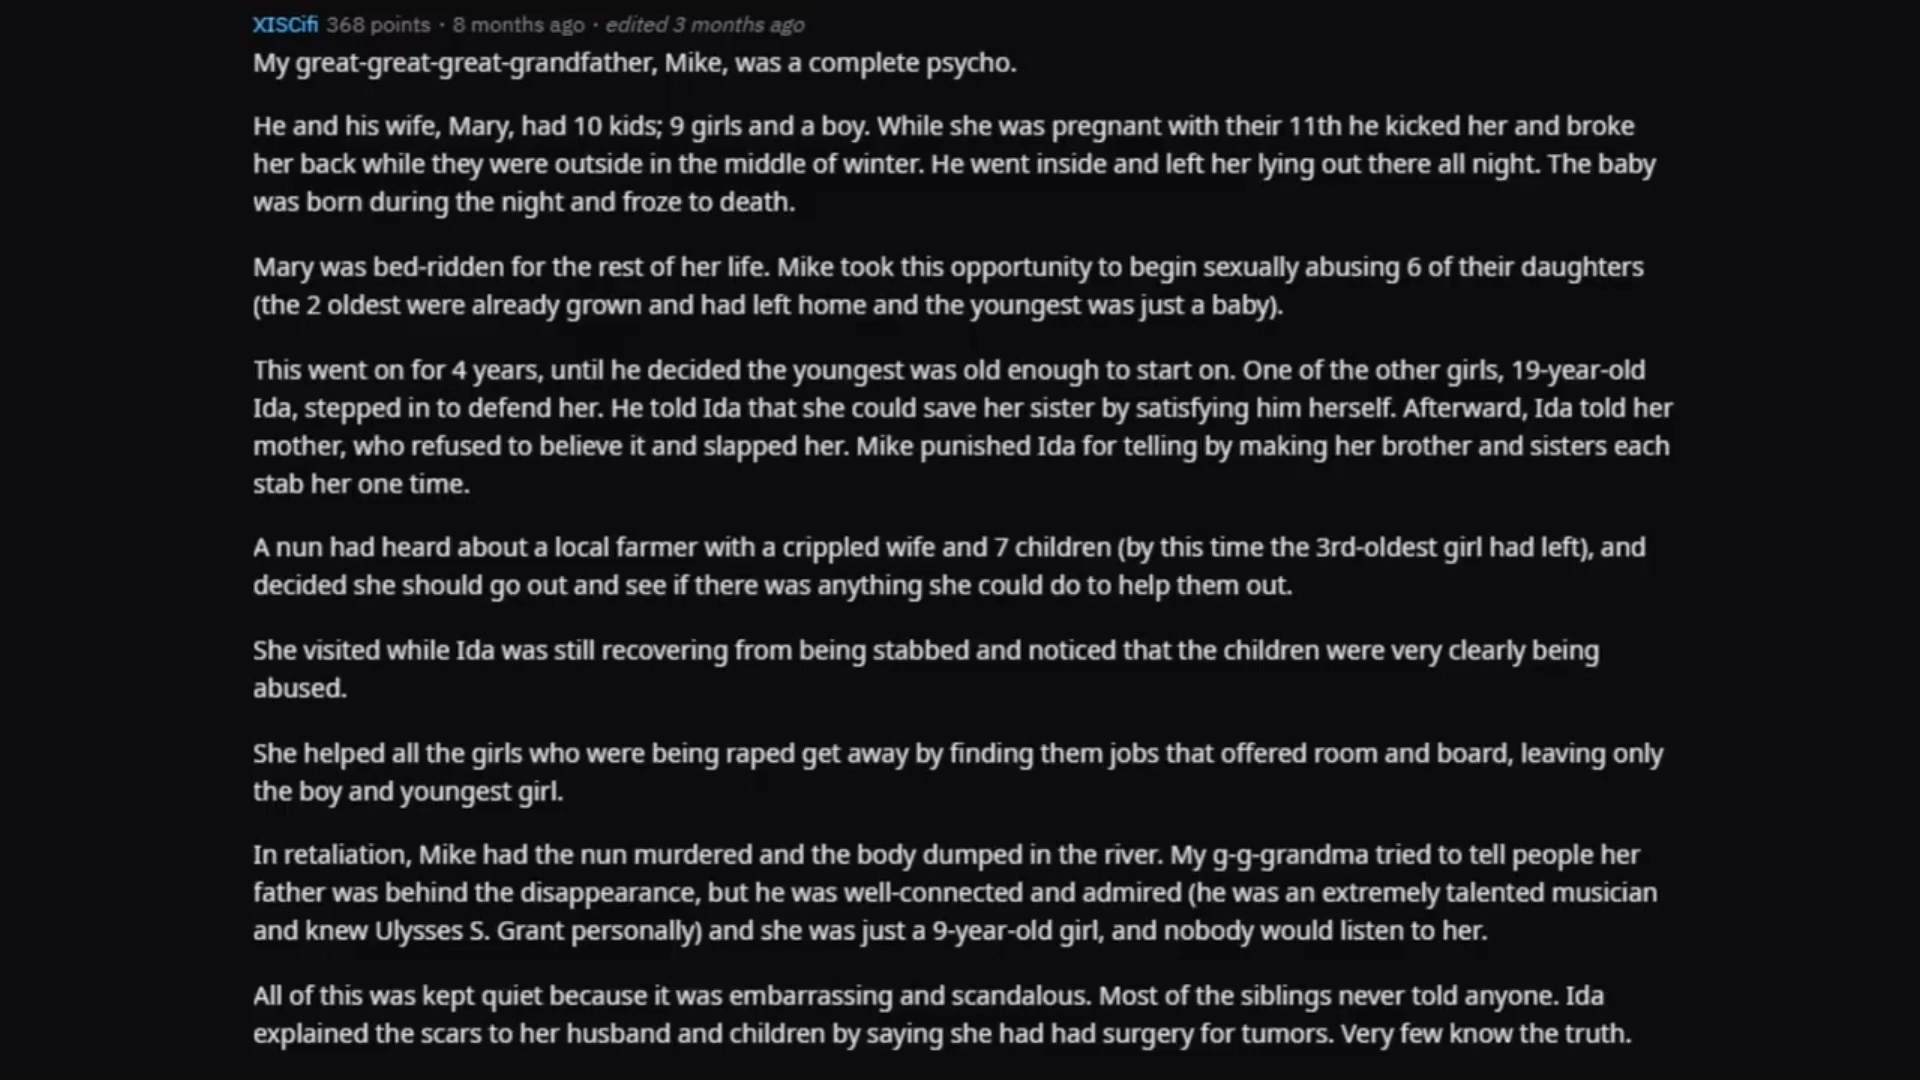 XISCifi 368 points · 8 months ago · edited 3 months ago
My great-great-great-grandfather, Mike, was a complete psycho.
He and his wife, Mary, had 10 kids; 9 girls and a boy. While she was pregnant with their 11th he kicked her and broke
her back while they were outside in the middle of winter. He went inside and left her lying out there all night. The baby
was born during the night and froze to death.
Mary was bed-ridden for the rest of her life. Mike took this opportunity to begin sexually abusing 6 of their daughters
(the 2 oldest were already grown and had left home and the youngest was just a baby).
This went on for 4 years, until he decided the youngest was old enough to start on. One of the other girls, 19-year-old
Ida, stepped in to defend her. He told Ida that she could save her sister by satisfying him herself. Afterward, Ida told her
mother, who refused to believe it and slapped her. Mike punished Ida for telling by making her brother and sisters each
stab her one time.
A nun had heard about a local farmer with a crippled wife and 7 children (by this time the 3rd-oldest girl had left), and
decided she should go out and see if there was anything she could do to help them out.
She visited while Ida was still recovering from being stabbed and noticed that the children were very clearly being
abused.
She helped all the girls who were being raped get away by finding them jobs that offered room and board, leaving only
the boy and youngest girl.
In retaliation, Mike had the nun murdered and the body dumped in the river. My g-g-grandma tried to tell people her
father was behind the disappearance, but he was well-connected and admired (he was an extremely talented musician
and knew Ulysses S. Grant personally) and she was just a 9-year-old girl, and nobody would listen to her.
All of this was kept quiet because it was embarrassing and scandalous. Most of the siblings never told anyone. Ida
explained the scars to her husband and children by saying she had had surgery for tumors. Very few know the truth.